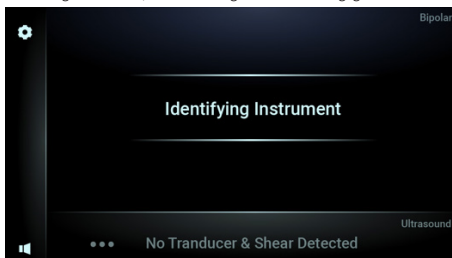 Bipolar
Identifying Instrument
Ultrasound
No Tranducer & Shear Detected